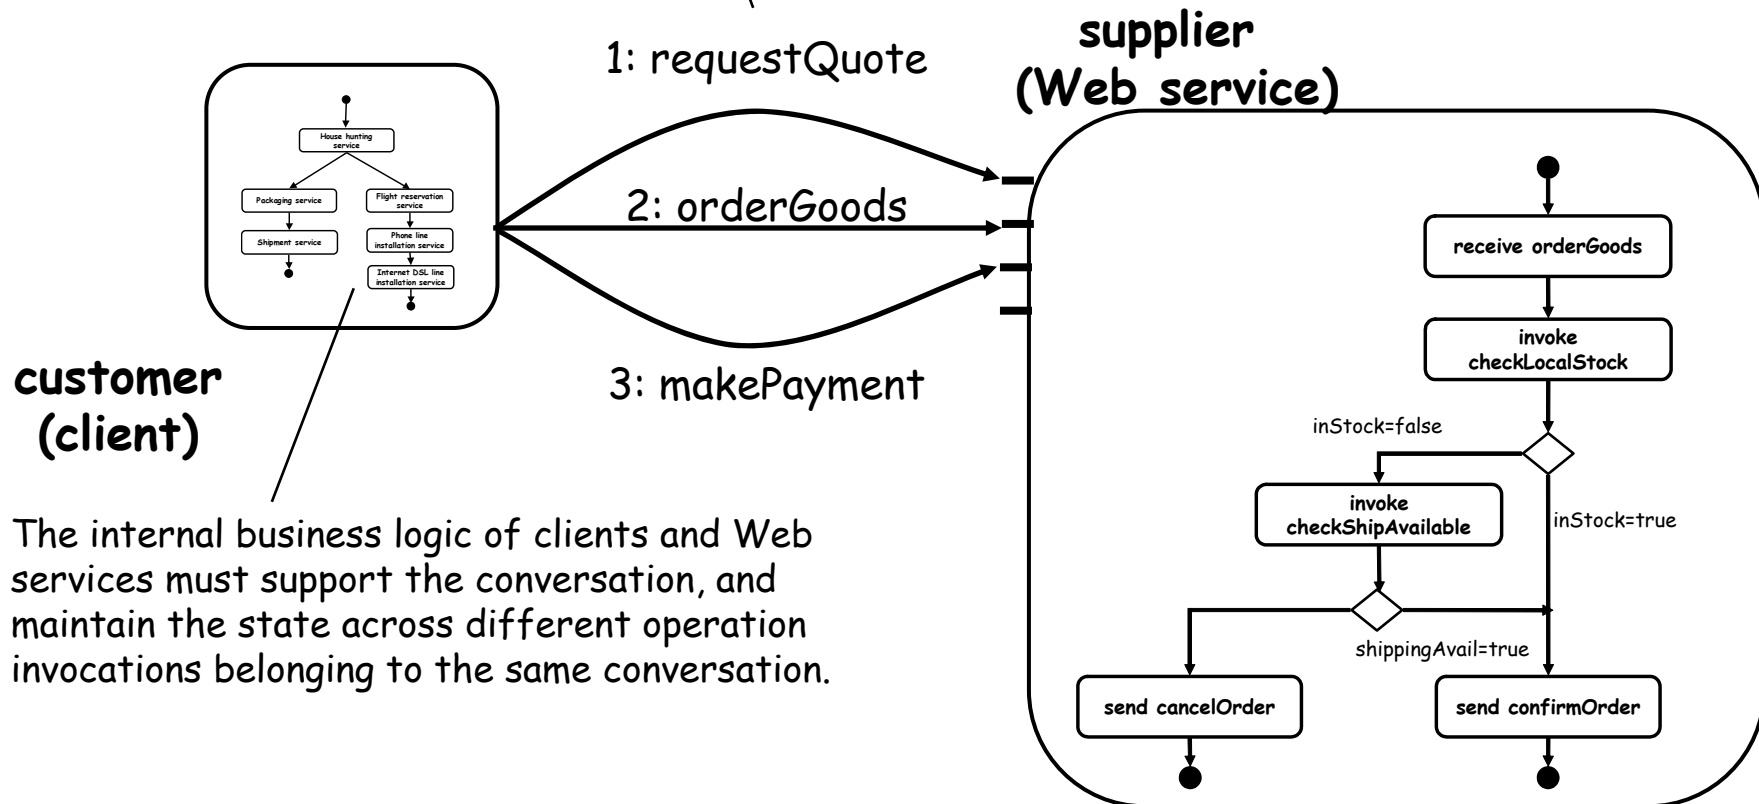 1: requestQuote
supplier
(Web service)
House hunting
service
Packaging service
Flight reservation
service
Shipment service
Phone line
installation service
Internet DSL line
installation service
2: orderGoods
3: makePayment
customer
(client)
The internal business logic of clients and Web
services must support the conversation, and
maintain the state across different operation
invocations belonging to the same conversation.
receive orderGoods
invoke
checkLocalStock
inStock=false
invoke
checkShipAvailable
inStock=true
shippingAvail=true
send cancelOrder
send confirmOrder